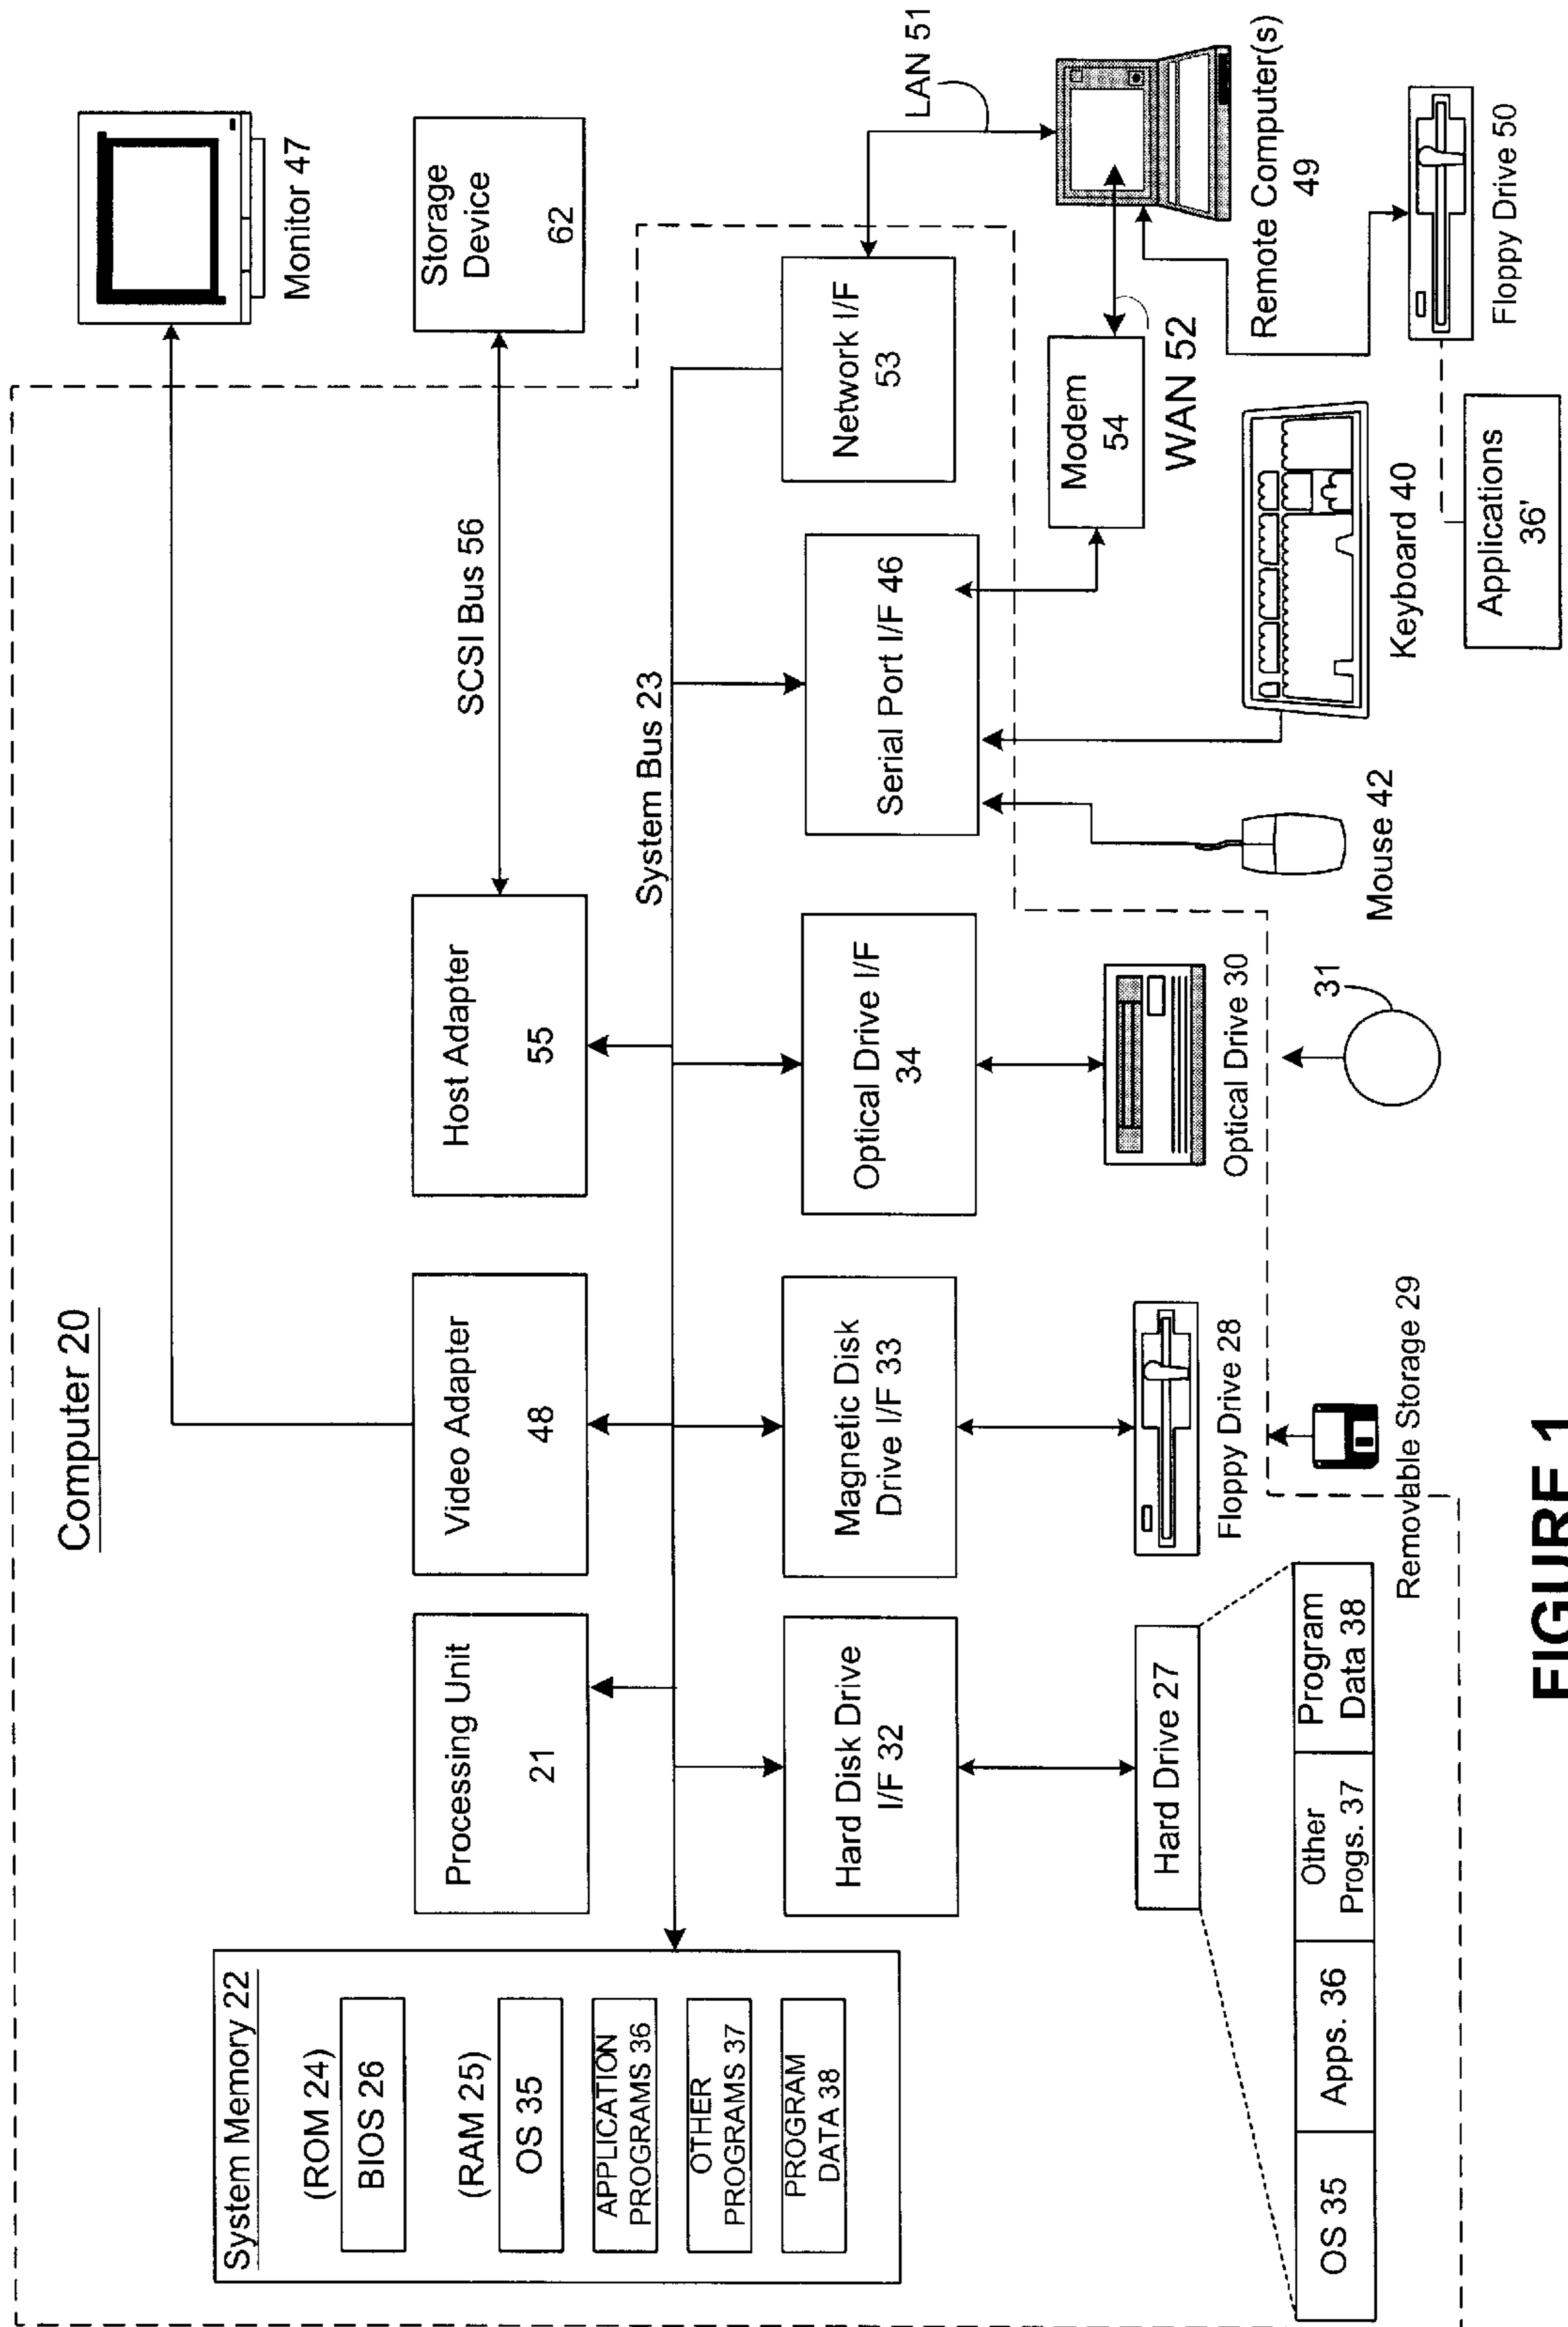 Computer 20
System Memory 22
(ROM 24)
BIOS 26
(RAM 25)
OS 35
APPLICATION
PROGRAMS 36
OTHER
PROGRAMS 37
PROGRAM
DATA 38
Processing Unit
21
Video Adapter
48
Host Adapter
55
SCSI Bus 56
Storage
Device
62
Monitor 47
System Bus 23
Hard Disk Drive
I/F 32
Magnetic Disk
Drive I/F 33
Optical Drive I/F
34
Serial Port I/F 46
Network I/F
53
LAN 51
Hard Drive 27
Floppy Drive 28
Optical Drive 30
Modem
54
WAN 52
Remote Computer(s)
49
OS 35
Apps. 36
Other
Progs. 37
Program
Data 38
Removable Storage 29
31
Mouse 42
Keyboard 40
Floppy Drive 50
Applications
36'
FIGURE 1